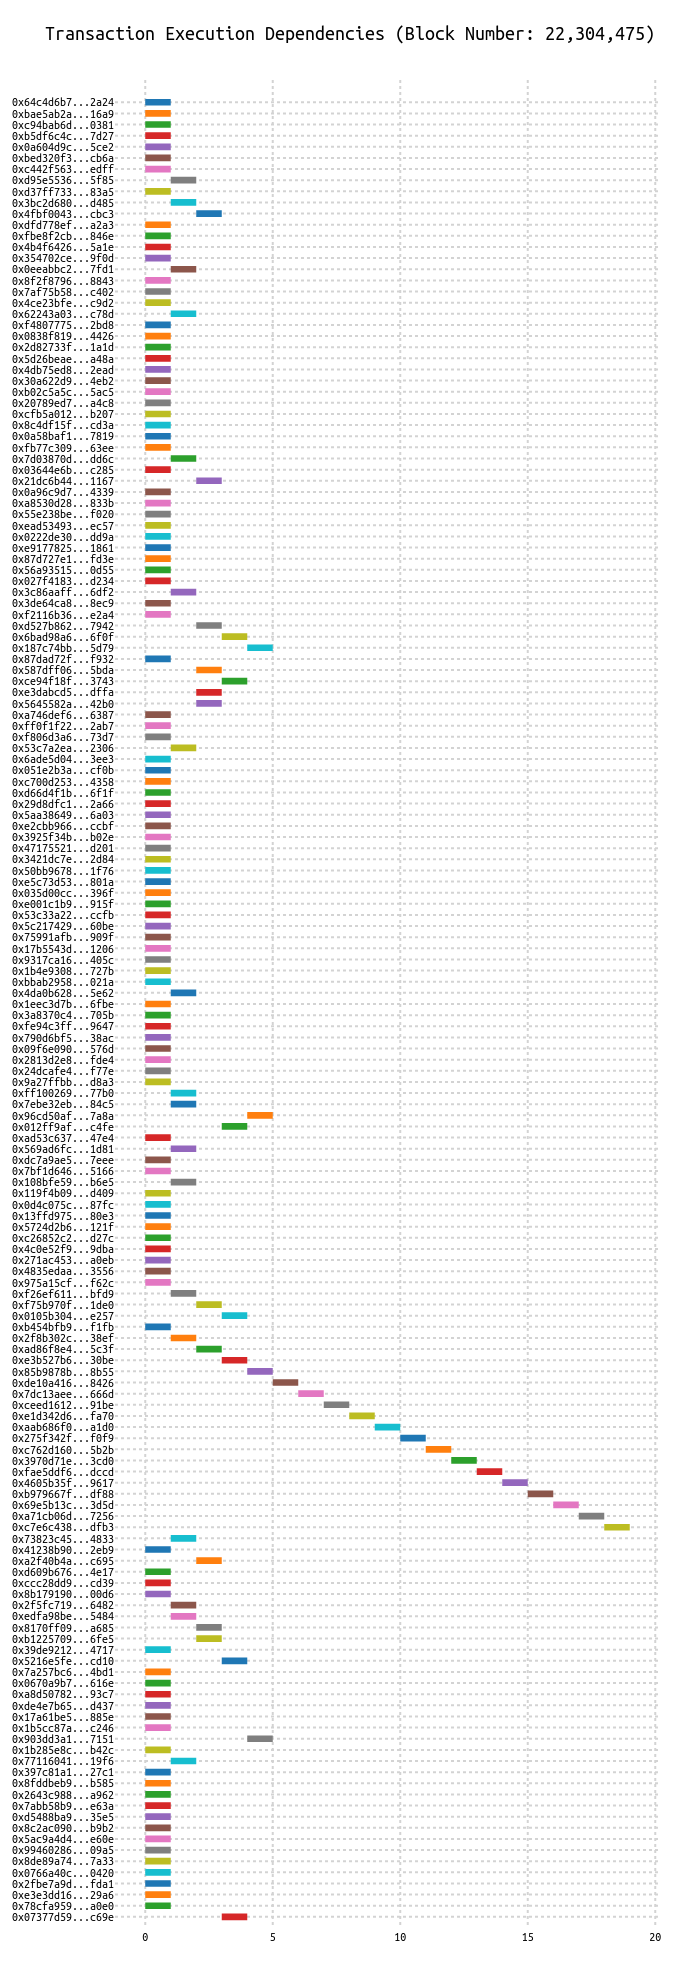 Transaction Execution Dependencies (Block Number: 22,304,475)
0x64c4d6b7...2a24
0xbae5ab2a...16a9
0xc94bab6d...0381
0xb5df6c4c...7d27
0x0a604d9c...5ce2
0xbed320f3...cb6a
0xc442f563...edff
0xd95e5536...5f85
0xd37ff733...83a5
0x3bc2d680...d485
0x4fbf0043...cbc3
0xdfd778ef...a2a3
0xfbe8f2cb...846e
0x4b4f6426...5a1e
0x354702ce...9f0d
0x0eeabbc2...7fd1
0x8f2f8796...8843
0x7af75b58...c402
0x4ce23bfe...c9d2
0x62243a03...c78d
0xf4807775...2bd8
0x0838f819...4426
0x2d82733f...1a1d
0x5d26beae...a48a
0x4db75ed8...2ead
0x30a622d9...4eb2
0xb02c5a5c...5ac5
0x20789ed7...a4c8
0xcfb5a012...b207
0x8c4df15f...cd3a
0x0a58baf1...7819
0xfb77c309...63ee
0x7d03870d...dd6c
0x03644e6b...c285
0x21dc6b44...1167
0x0a96c9d7...4339
0xa8530d28...833b
0x55e238be...f020
0xead53493...ec57
0x0222de30...dd9a
0xe9177825...1861
0x87d727e1...fd3e
0x56a93515...0d55
0x027f4183...d234
0x3c86aaff...6df2
0x3de64ca8...8ec9
0xf2116b36...e2a4
0xd527b862...7942
0x6bad98a6...6f0f
0x187c74bb...5d79
0x87dad72f...f932
0x587dff06...5bda
0xce94f18f...3743
0xe3dabcd5...dffa
0x5645582a...42b0
0xa746def6...6387
0xff0f1f22...2ab7
0xf806d3a6...73d7
0x53c7a2ea...2306
0x6ade5d04...3ee3
0x051e2b3a...cf0b
0xc700d253...4358
0xd66d4f1b...6f1f
0x29d8dfc1...2a66
0x5aa38649...6a03
0xe2cbb966...ccbf
0x3925f34b...b02e
0x47175521...d201
0x3421dc7e...2d84
0x50bb9678...1f76
0xe5c73d53...801a
0x035d00cc...396f
0xe001c1b9...915f
0x53c33a22...ccfb
0x5c217429...60be
0x75991afb...909f
0x17b5543d...1206
0x9317ca16...405c
0x1b4e9308...727b
0xbbab2958...021a
0x4da0b628...5e62
0x1eec3d7b...6fbe
0x3a8370c4...705b
0xfe94c3ff...9647
0x790d6bf5...38ac
0x09f6e090...576d
0x2813d2e8...fde4
0x24dcafe4...f77e
0x9a27ffbb...d8a3
0xff100269...77b0
0x7ebe32eb...84c5
0x96cd50af...7a8a
0x012ff9af...c4fe
0xad53c637...47e4
0x569ad6fc...1d81
0xdc7a9ae5...7eee
0x7bf1d646...5166
0x108bfe59...b6e5
0x119f4b09...d409
0x0d4c075c...87fc
0x13ffd975...80e3
0x5724d2b6...121f
0xc26852c2...d27c
0x4c0e52f9...9dba
0x271ac453...a0eb
0x4835edaa...3556
0x975a15cf...f62c
0xf26ef611...bfd9
0xf75b970f...1de0
0x0105b304...e257
0xb454bfb9...f1fb
0x2f8b302c...38ef
0xad86f8e4...5c3f
0xe3b527b6...30be
0x85b9878b...8b55
0xde10a416...8426
0x7dc13aee...666d
0xceed1612...91be
0xe1d342d6...fa70
0xaab686f0...a1d0
0x275f342f...f0f9
0xc762d160...5b2b
0x3970d71e...3cd0
0xfae5ddf6...dccd
0x4605b35f...9617
0xb979667f...df88
0x69e5b13c...3d5d
0xa71cb06d...7256
0xc7e6c438...dfb3
0x73823c45...4833
0x41238b90...2eb9
0xa2f40b4a...c695
0xd609b676...4e17
0xccc28dd9...cd39
0x8b179190...00d6
0x2f5fc719...6482
0xedfa98be...5484
0x8170ff09...a685
0xb1225709...6fe5
0x39de9212...4717
0x5216e5fe...cd10
0x7a257bc6...4bd1
0x0670a9b7...616e
0xa8d50782...93c7
0xde4e7b65...d437
0x17a61be5...885e
0x1b5cc87a...c246
0x903dd3a1...7151
0x1b285e8c...b42c
0x77116041...19f6
0x397c81a1...27c1
0x8fddbeb9...b585
0x2643c988...a962
0x7abb58b9...e63a
0xd5488ba9...35e5
0x8c2ac090...b9b2
0x5ac9a4d4...e60e
0x99460286...09a5
0x8de89a74...7a33
0x0766a40c...0420
0x2fbe7a9d...fda1
0xe3e3dd16...29a6
0x78cfa959...a0e0
0x07377d59...c69e
0 5 10 15 20